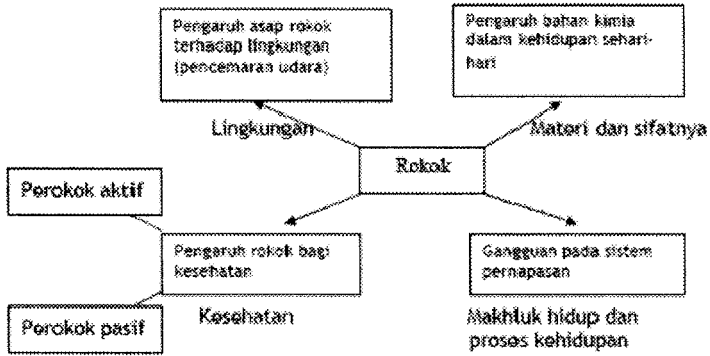 Pengaruh asap rokok
terhadap lingkungan
(pencemaran udara)
Pengaruh bahan kimia
dalam kehidupan sehari-
hari
Lingkungan
Materi dan sifatnya
Rokok
Perokok aktif
Pengaruh rokok bagi
kesehatan
Gangguan pada sistem
pernapasan
Perokok pasif
Kesehatan
Makhluk hidup dan
proses kehidupan